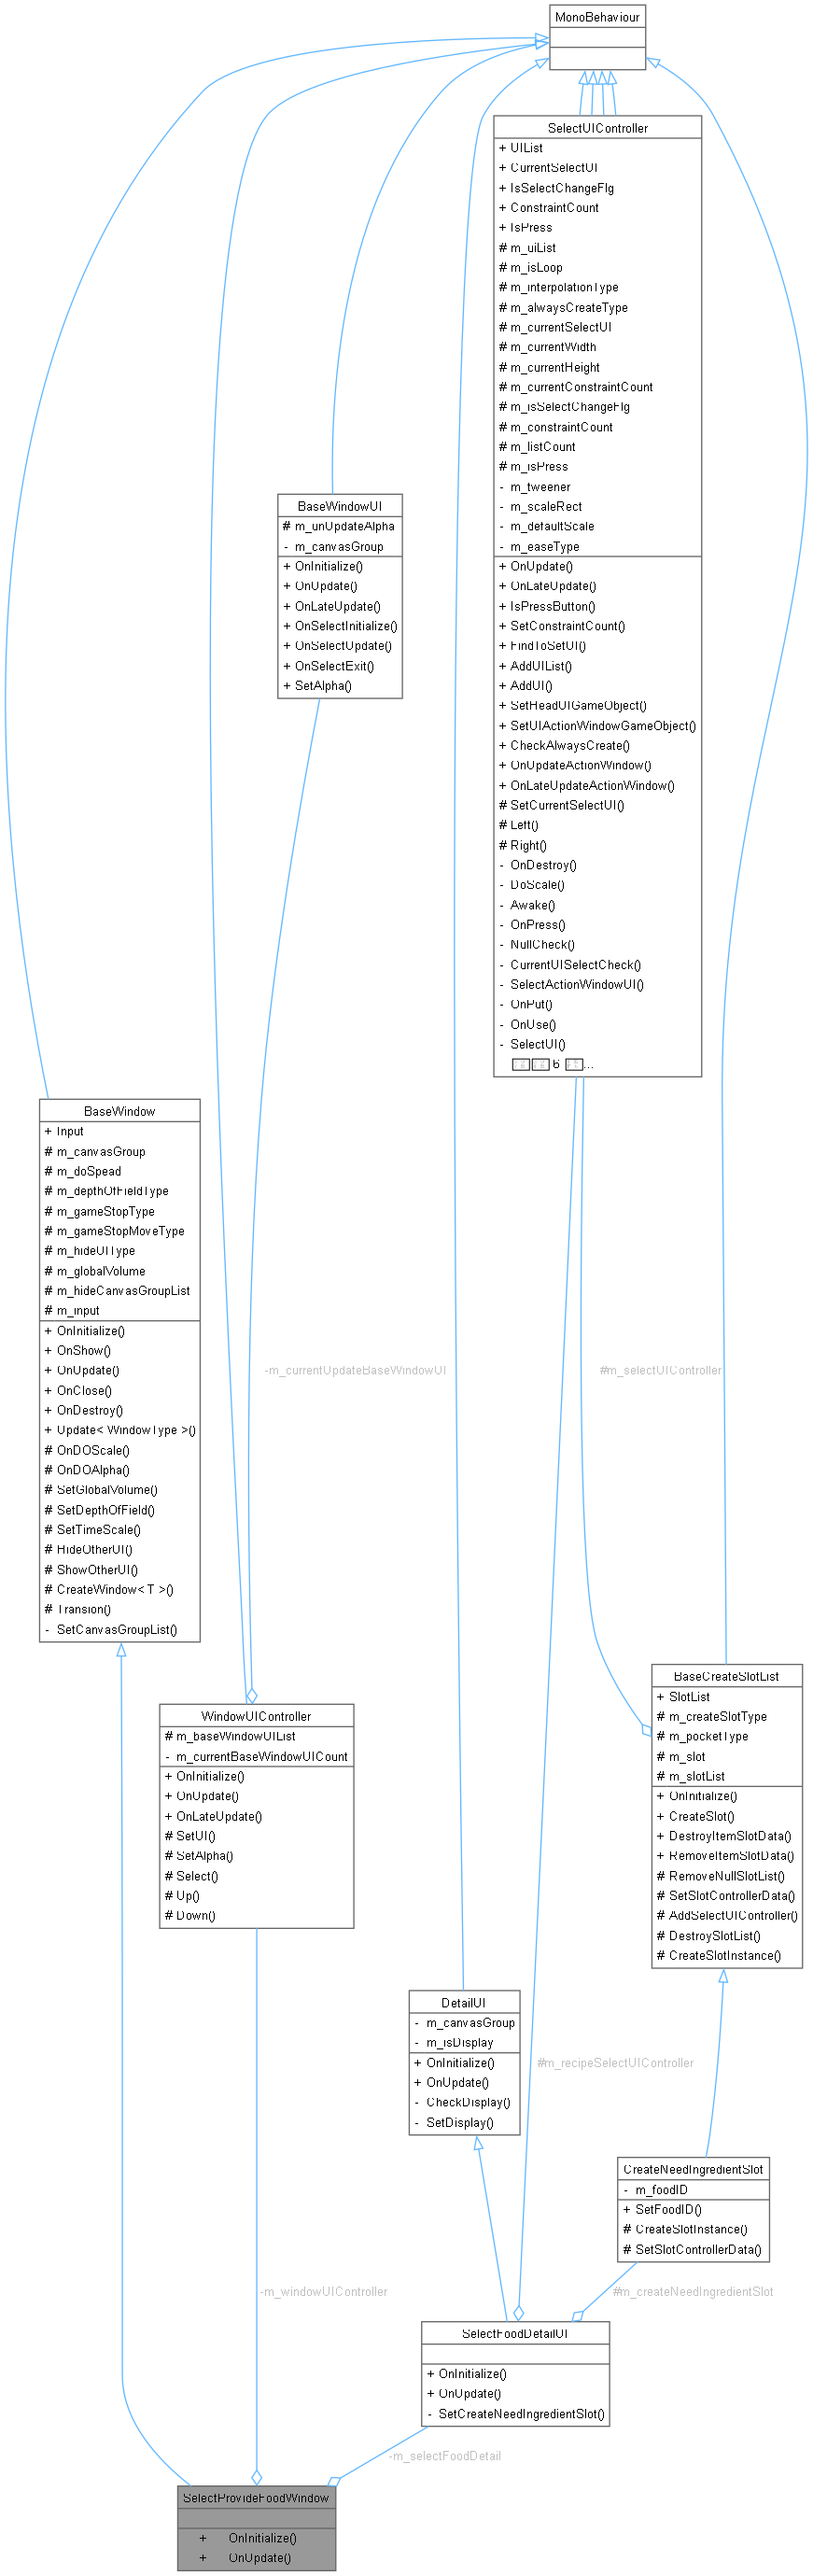 MonoBehaviour
SelectUIController
+ UIList
+ CurrentSelectUI
+ IsSelectChangeFlg
+ ConstraintCount
+ IsPress
# m_uiList
# m_isLoop
# m_interpolationType
# m_alwaysCreateType
# m_currentSelectUI
# m_currentWidth
# m_currentHeight
# m_currentConstraintCount
# m_isSelectChangeFlg
# m_constraintCount
# m_listCount
# m_isPress
- m_tweener
- m_scaleRect
- m_defaultScale
- m_easeType
+ OnUpdate()
+ OnLateUpdate()
+ IsPressButton()
+ SetConstraintCount()
+ FindToSetUI()
+ AddUIList()
+ AddUI()
+ SetHeadUIGameObject()
+ SetUIActionWindowGameObject()
+ CheckAlwaysCreate()
+ OnUpdateActionWindow()
+ OnLateUpdateActionWindow()
# SetCurrentSelectUI()
# Left()
# Right()
- OnDestroy()
- DoScale()
- Awake()
- OnPress()
- NullCheck()
- CurrentUISelectCheck()
- SelectActionWindowUI()
- OnPut()
- OnUse()
- SelectUI()
6 ...
BaseWindowUI
# m_unUpdateAlpha
- m_canvasGroup
+ OnInitialize()
+ OnUpdate()
+ OnLateUpdate()
+ OnSelectInitialize()
+ OnSelectUpdate()
+ OnSelectExit()
+ SetAlpha()
BaseWindow
+ Input
# m_canvasGroup
# m_doSpead
# m_depthOfFieldType
# m_gameStopType
# m_gameStopMoveType
# m_hideUIType
# m_globalVolume
# m_hideCanvasGroupList
# m_input
+ OnInitialize()
+ OnShow()
+ OnUpdate()
+ OnClose()
+ OnDestroy()
+ Update< WindowType >()
# OnDOScale()
# OnDOAlpha()
# SetGlobalVolume()
# SetDepthOfField()
# SetTimeScale()
# HideOtherUI()
# ShowOtherUI()
# CreateWindow< T >()
# Transion()
- SetCanvasGroupList()
-m_currentUpdateBaseWindowUI
#m_selectUIController
WindowUIController
# m_baseWindowUIList
- m_currentBaseWindowUICount
+ OnInitialize()
+ OnUpdate()
+ OnLateUpdate()
# SetUI()
# SetAlpha()
# Select()
# Up()
# Down()
BaseCreateSlotList
+ SlotList
# m_createSlotType
# m_pocketType
# m_slot
# m_slotList
+ OnInitialize()
+ CreateSlot()
+ DestroyItemSlotData()
+ RemoveItemSlotData()
# RemoveNullSlotList()
# SetSlotControllerData()
# AddSelectUIController()
# DestroySlotList()
# CreateSlotInstance()
DetailUI
- m_canvasGroup
- m_isDisplay
+ OnInitialize()
+ OnUpdate()
- CheckDisplay()
- SetDisplay()
#m_recipeSelectUIController
CreateNeedIngredientSlot
- m_foodID
+ SetFoodID()
# CreateSlotInstance()
# SetSlotControllerData()
-m_windowUIController
#m_createNeedIngredientSlot
SelectFoodDetailUI
+ OnInitialize()
+ OnUpdate()
- SetCreateNeedIngredientSlot()
-m_selectFoodDetail
SelectProvideFoodWindow
+ OnInitialize()
+ OnUpdate()